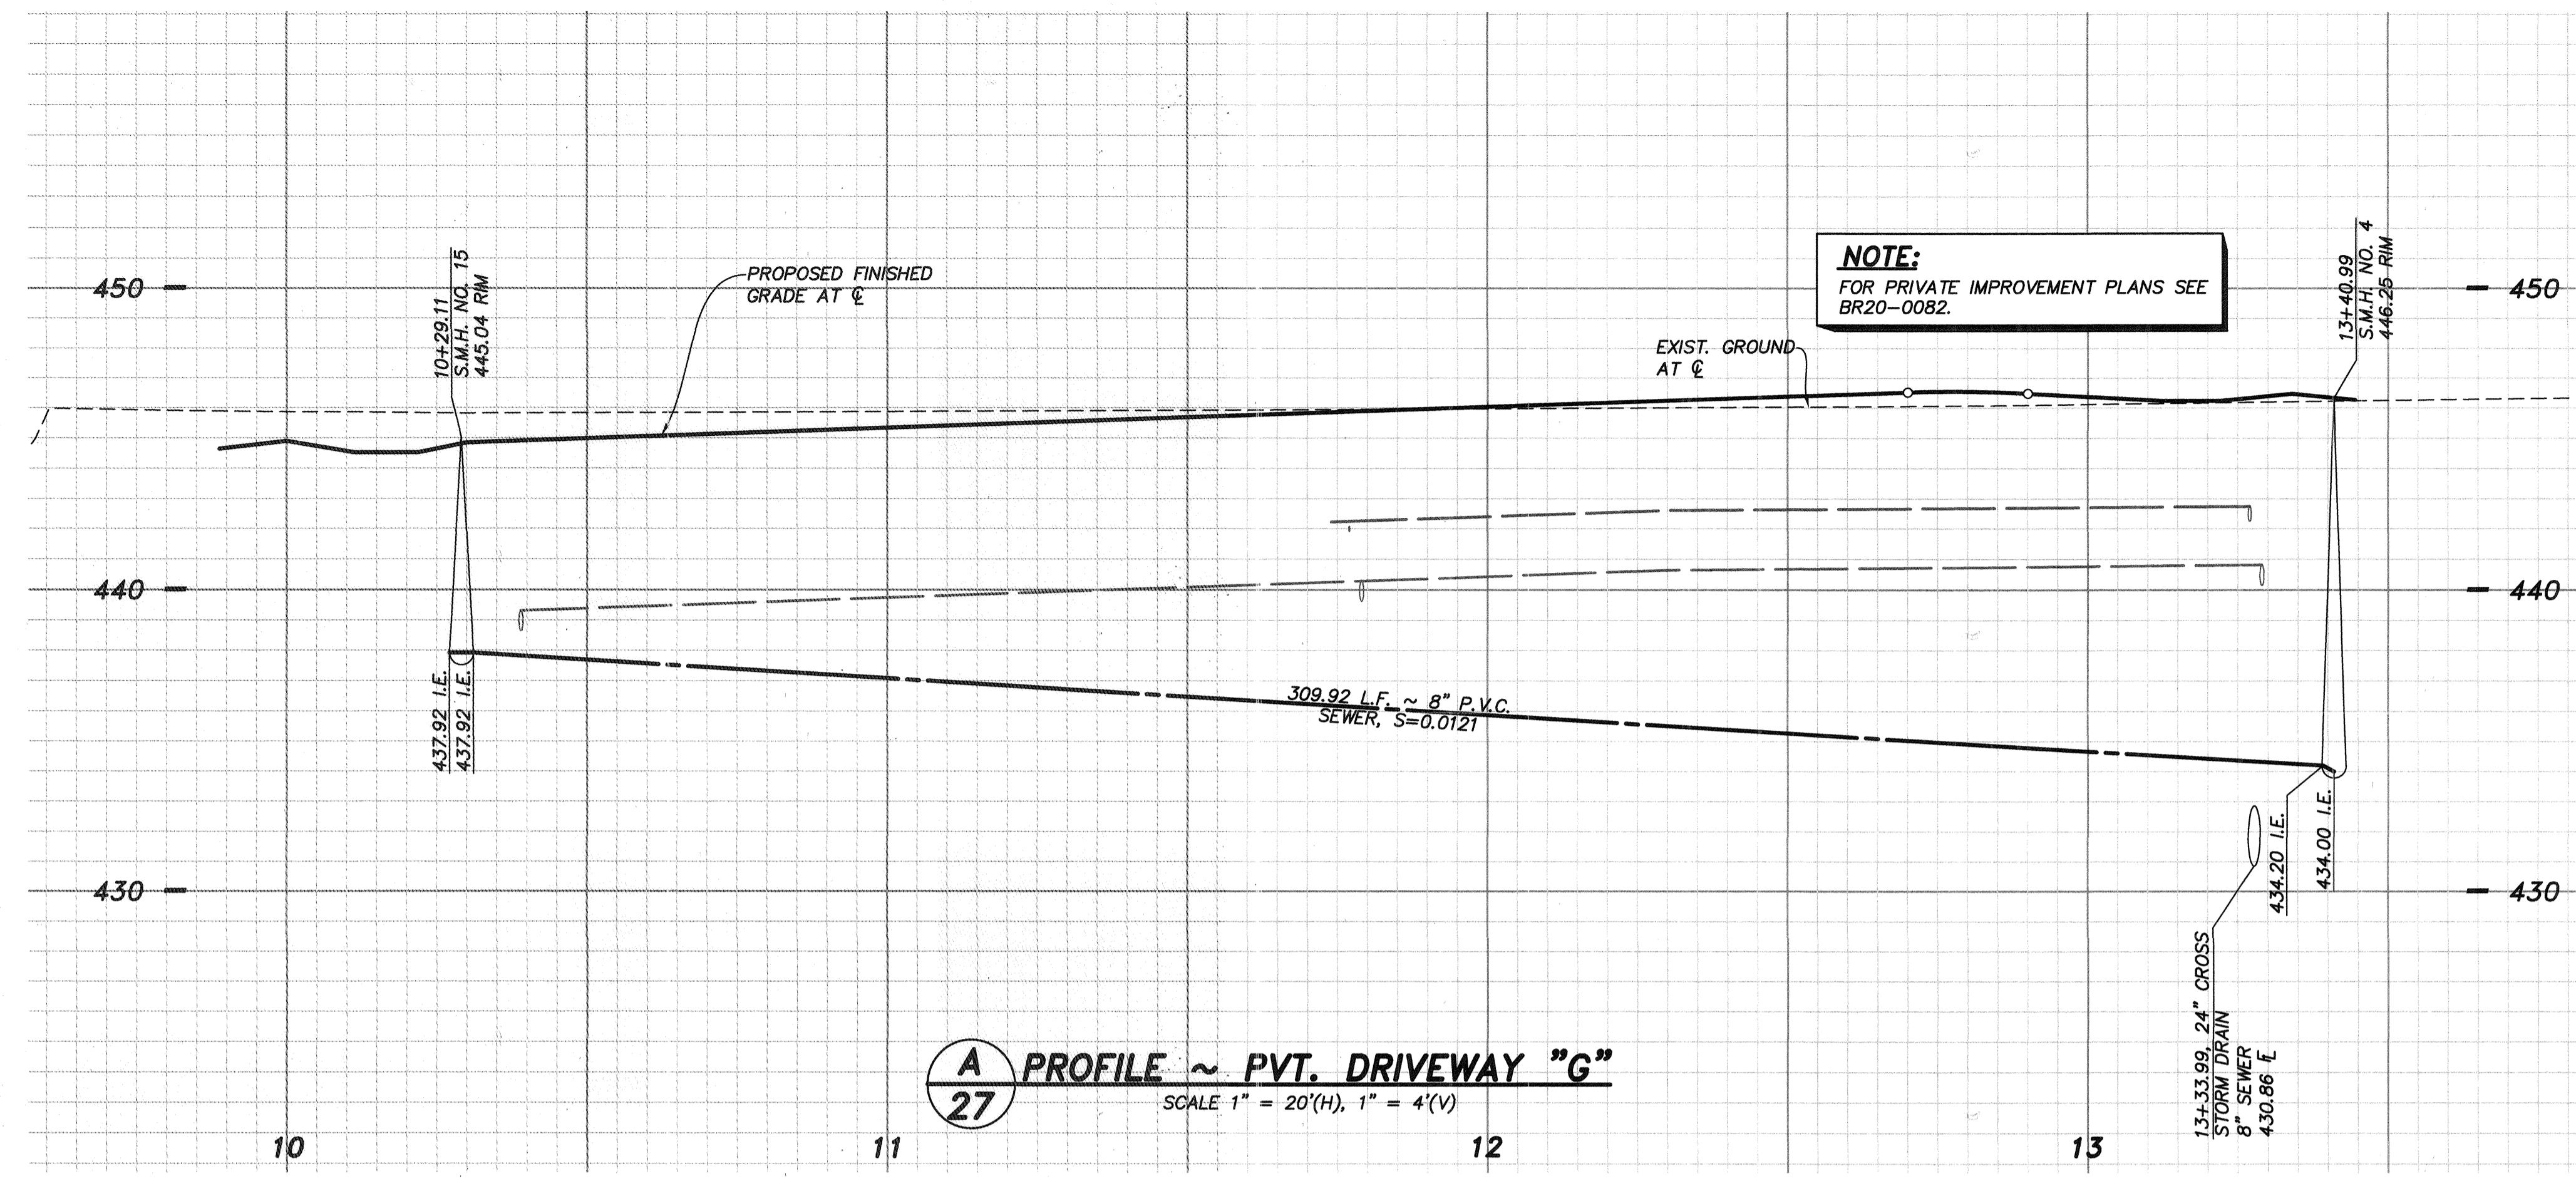 450
10+29.11
S.M.H. NO. 15
445.04 RIM
PROPOSED FINISHED
GRADE AT ℄
NOTE:
FOR PRIVATE IMPROVEMENT PLANS SEE
BR20-0082.
EXIST. GROUND
AT ℄
13+40.99
S.M.H. NO. 4
446.25 RIM
450
440
440
437.92 I.E.
437.92 I.E.
309.92 L.F. ~ 8" P.V.C.
SEWER, S=0.0121
430
434.20 I.E.
434.00 I.E.
430
13+33.99, 24" CROSS
STORM DRAIN
8" SEWER
430.86 
A
27
PROFILE ~ PVT. DRIVEWAY "G"
SCALE 1" = 20'(H), 1" = 4'(V)
10
11
12
13